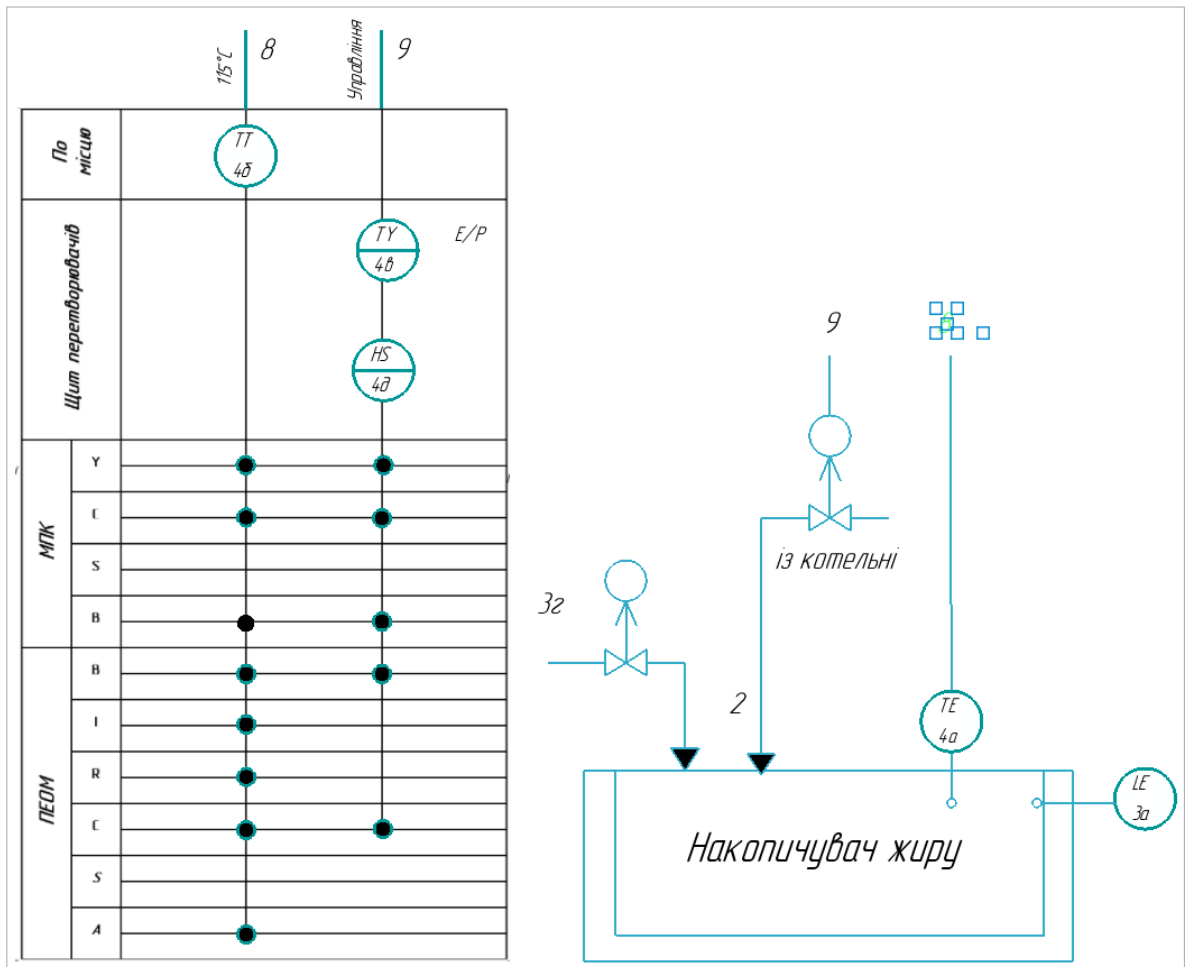 115°С
8
Управління
9
По
місцю
TT
4б
Щит перетворювачів
TY
4в
E/P
HS
4д
МПК
Y
C
S
B
ПЕОМ
B
I
R
C
S
A
9
із котельні
3г
2
TE
4а
LE
3а
Накопичувач жиру